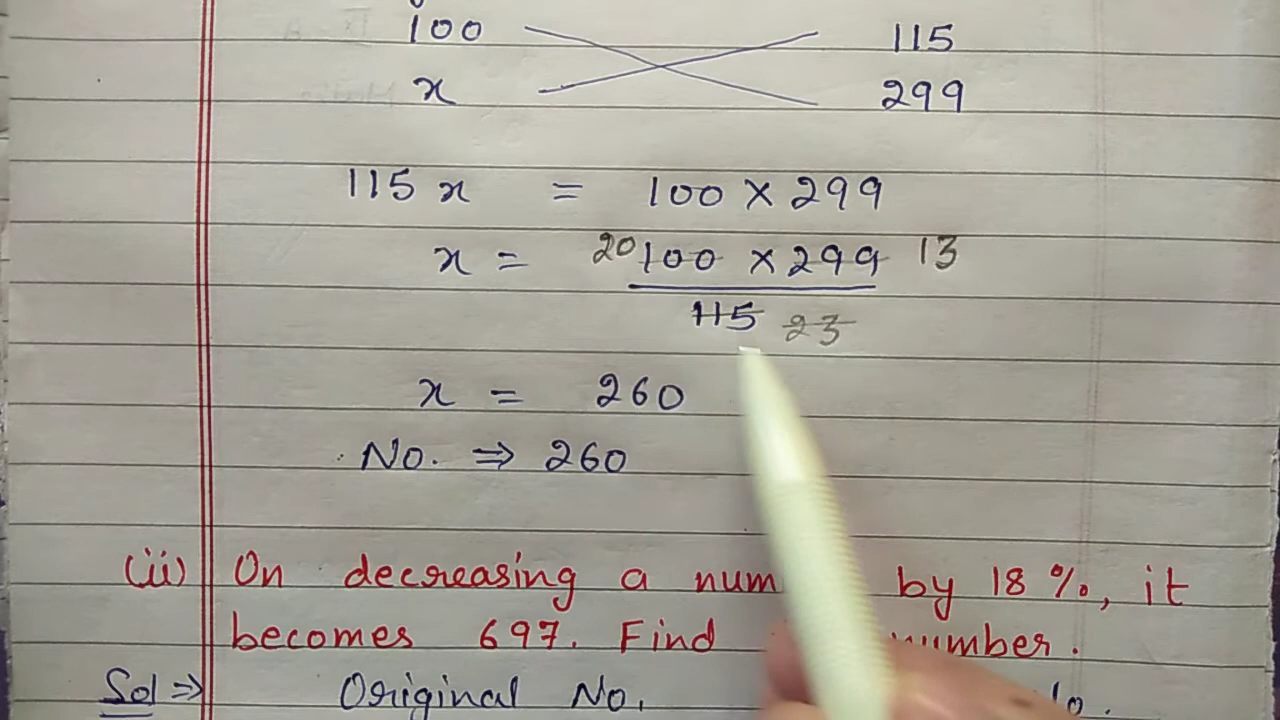 100 115
x 299
115 x = 100 × 299
x = 20 100 × 299 13
115 23
x = 260
No. ⇒ 260
(ii) On decreasing a num by 18 %, it
becomes 697. Find number.
Sol ⇒ Original No.